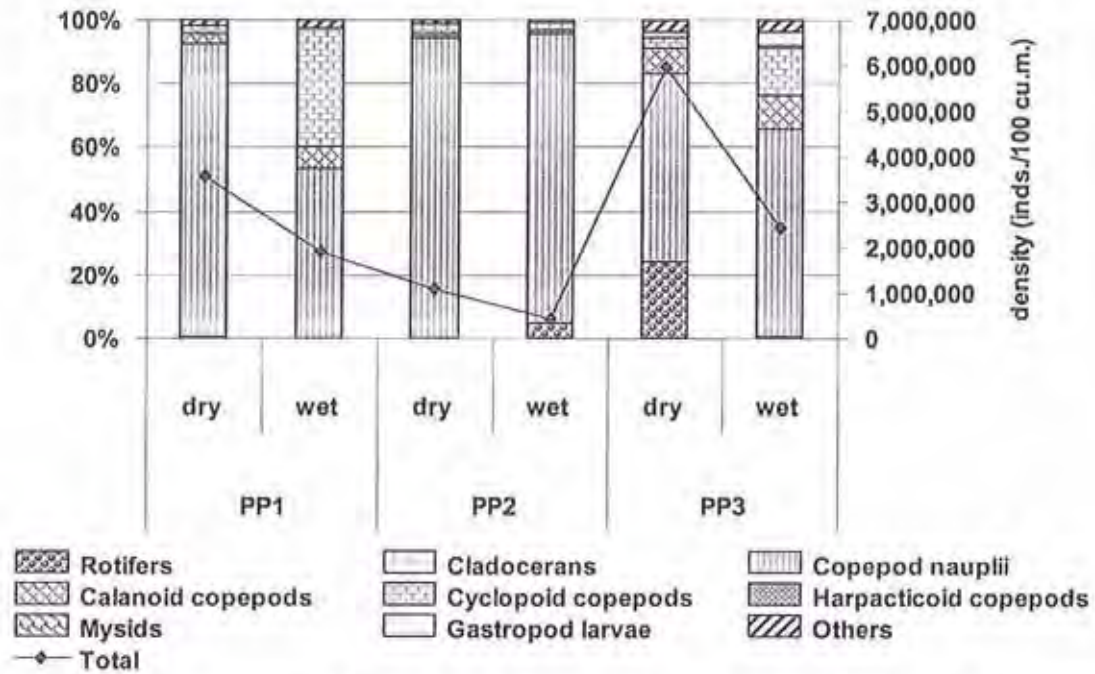 100% 7,000,000
6,000,000
80% 5,000,000
60% 4,000,000
40% 3,000,000
2,000,000
20% 1,000,000
0% 0
density (inds./100 cu.m.)
dry wet dry wet dry wet
PP1 PP2 PP3
Rotifers Cladocerans Copepod nauplii
Calanoid copepods Cyclopoid copepods Harpacticoid copepods
Mysids Gastropod larvae Others
Total